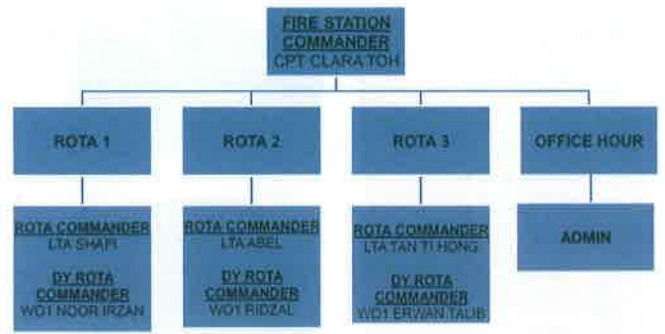 FIRE STATION
COMMANDER
CPT CLARA TOH
ROTA 1
ROTA 2
ROTA 3
OFFICE HOUR
ROTA COMMANDER
LTA SHAFI
DY ROTA
COMMANDER
WO1 NOOR IRZAN
ROTA COMMANDER
LTA ABEL
DY ROTA
COMMANDER
WO1 RIDZAL
ROTA COMMANDER
LTA TAN TI HONG
DY ROTA
COMMANDER
WO1 ERWAN TALIB
ADMIN